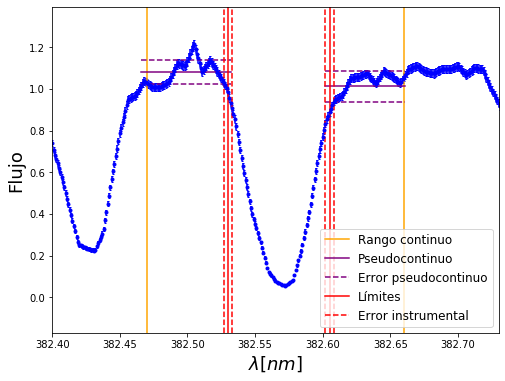 Flujo
1.2
1.0
0.8
0.6
0.4
0.2
0.0
Rango continuo
Pseudocontinuo
Error pseudocontinuo
Límites
Error instrumental
382.40 382.45 382.50 382.55 382.60 382.65 382.70
λ[nm]